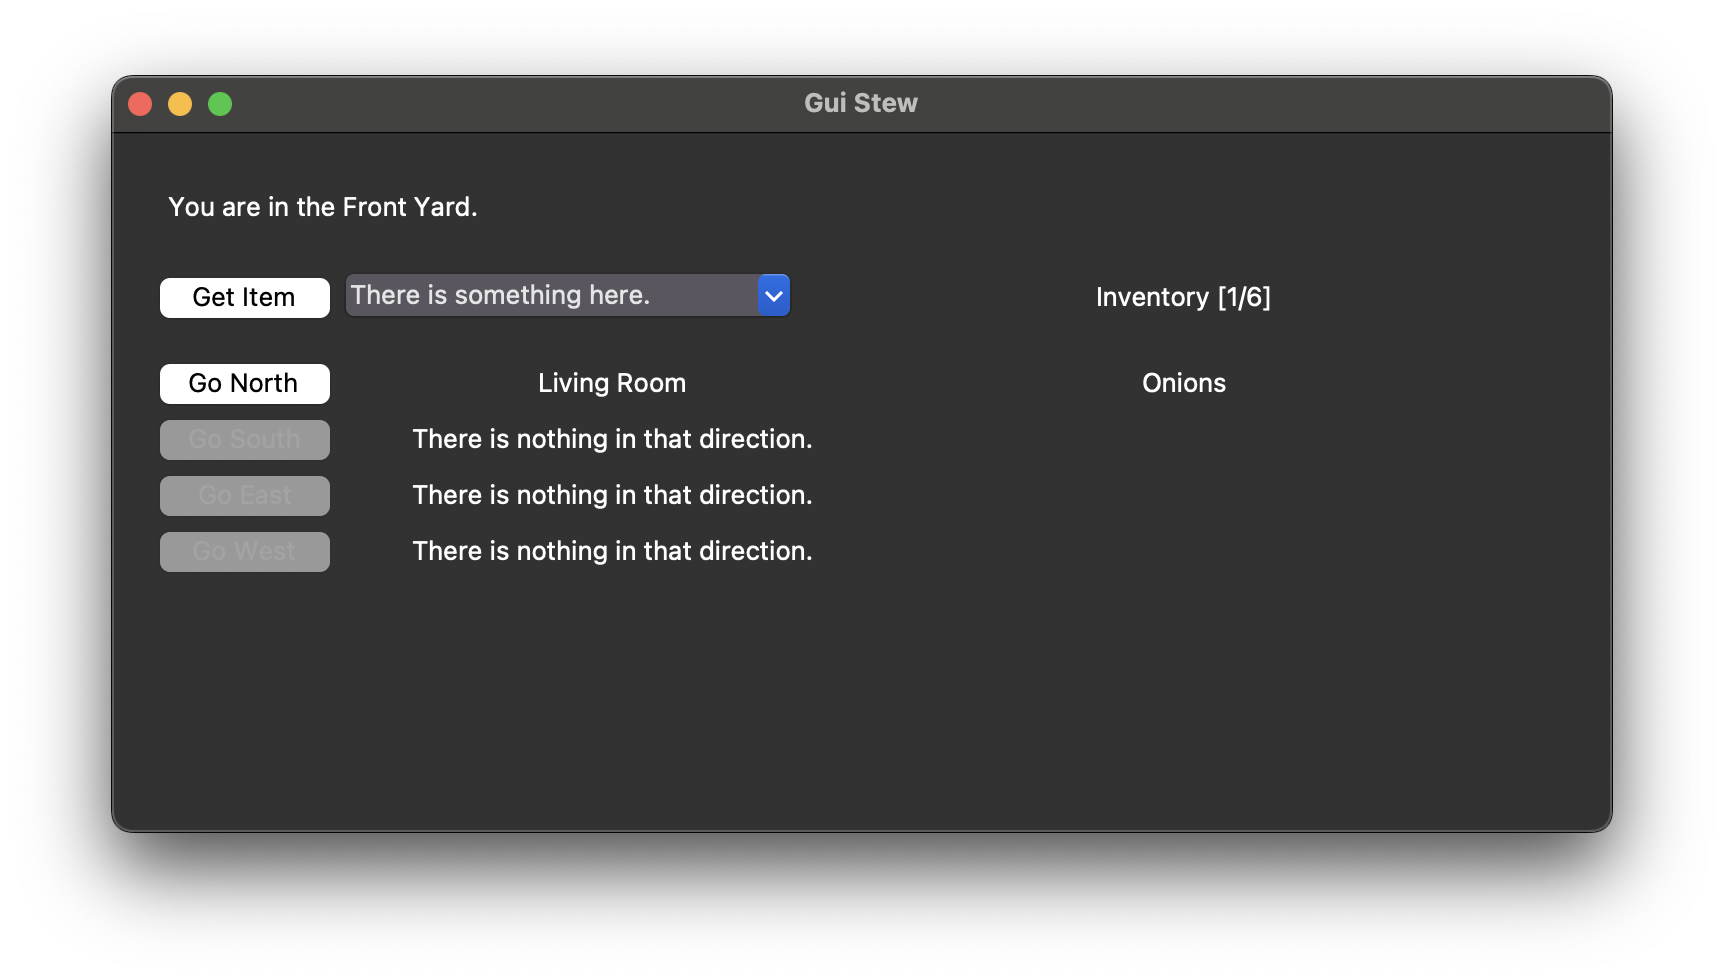 Gui Stew
You are in the Front Yard.
Get Item
There is something here.
Inventory [1/6]
Go North
Living Room
Onions
Go South
There is nothing in that direction.
Go East
There is nothing in that direction.
Go West
There is nothing in that direction.